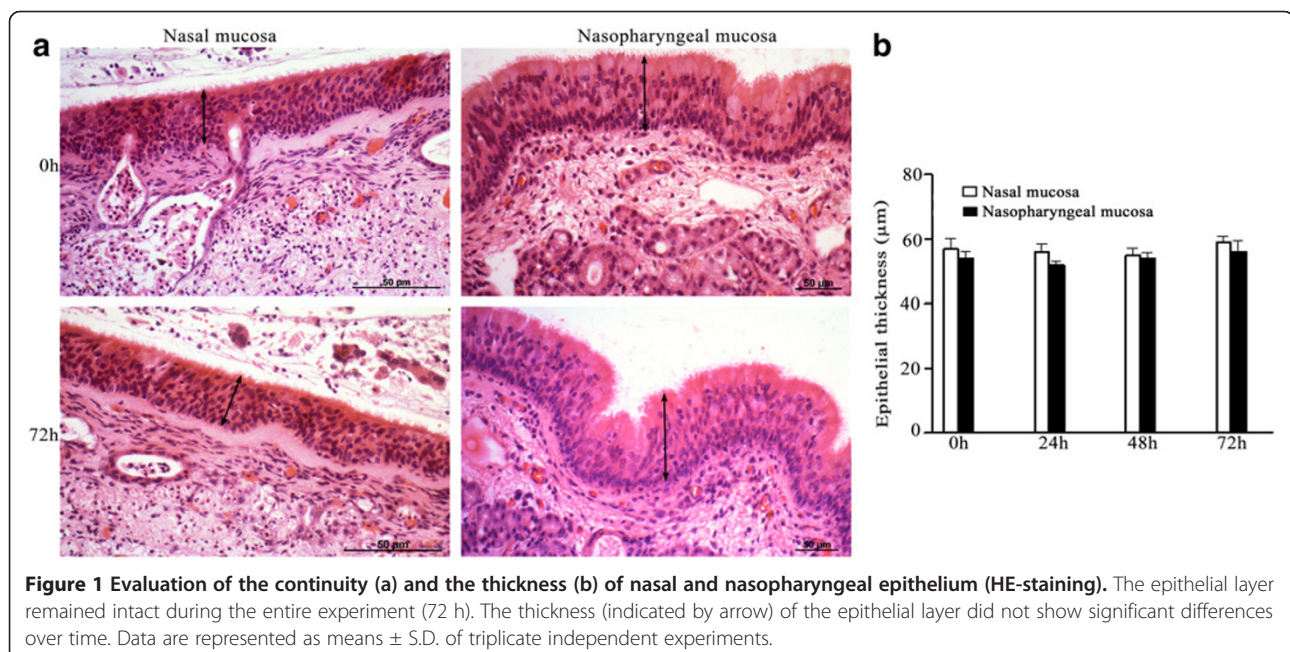 a
Nasal mucosa
Nasopharyngeal mucosa
0h
50 µm
50 µm
72h
50 µm
50 µm
b
80
60
40
20
0
Epithelial thickness (µm)
Nasal mucosa
Nasopharyngeal mucosa
0h 24h 48h 72h
Figure 1 Evaluation of the continuity (a) and the thickness (b) of nasal and nasopharyngeal epithelium (HE-staining). The epithelial layer
remained intact during the entire experiment (72 h). The thickness (indicated by arrow) of the epithelial layer did not show significant differences
over time. Data are represented as means ± S.D. of triplicate independent experiments.